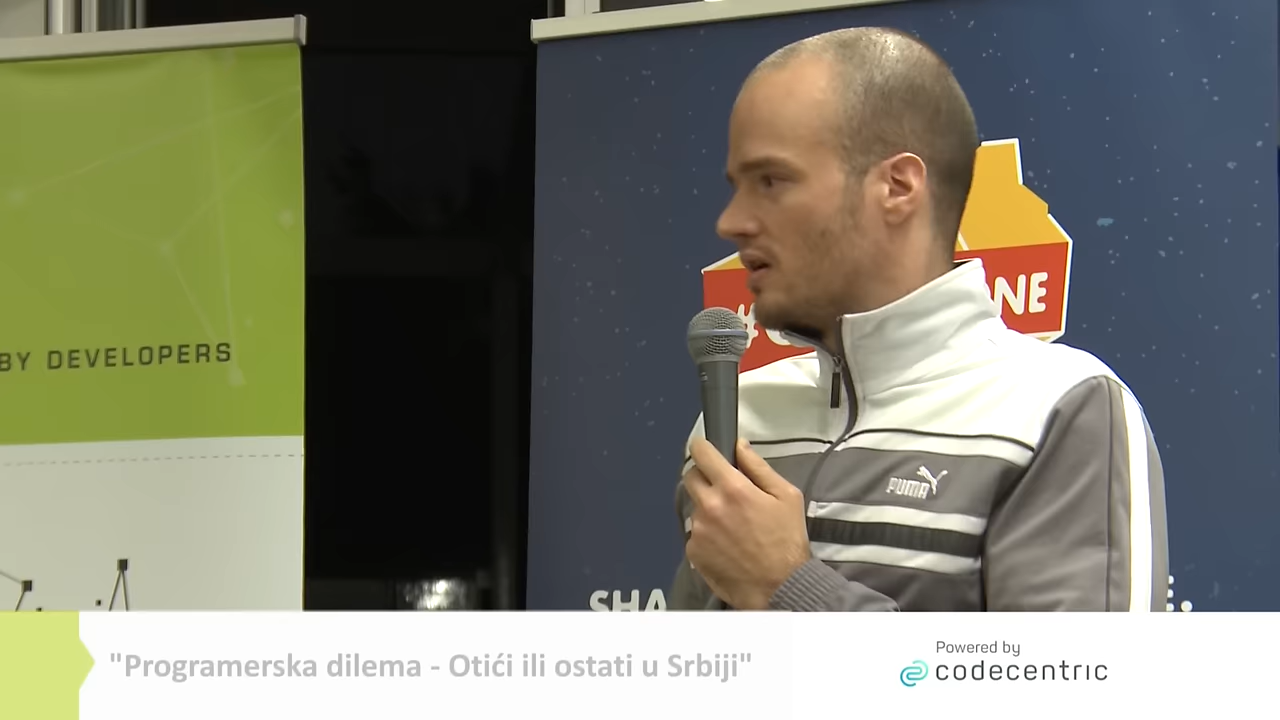 BY DEVELOPERS
NE
PUMA
SHA
"Programerska dilema - Otići ili ostati u Srbiji"
Powered by
codecentric